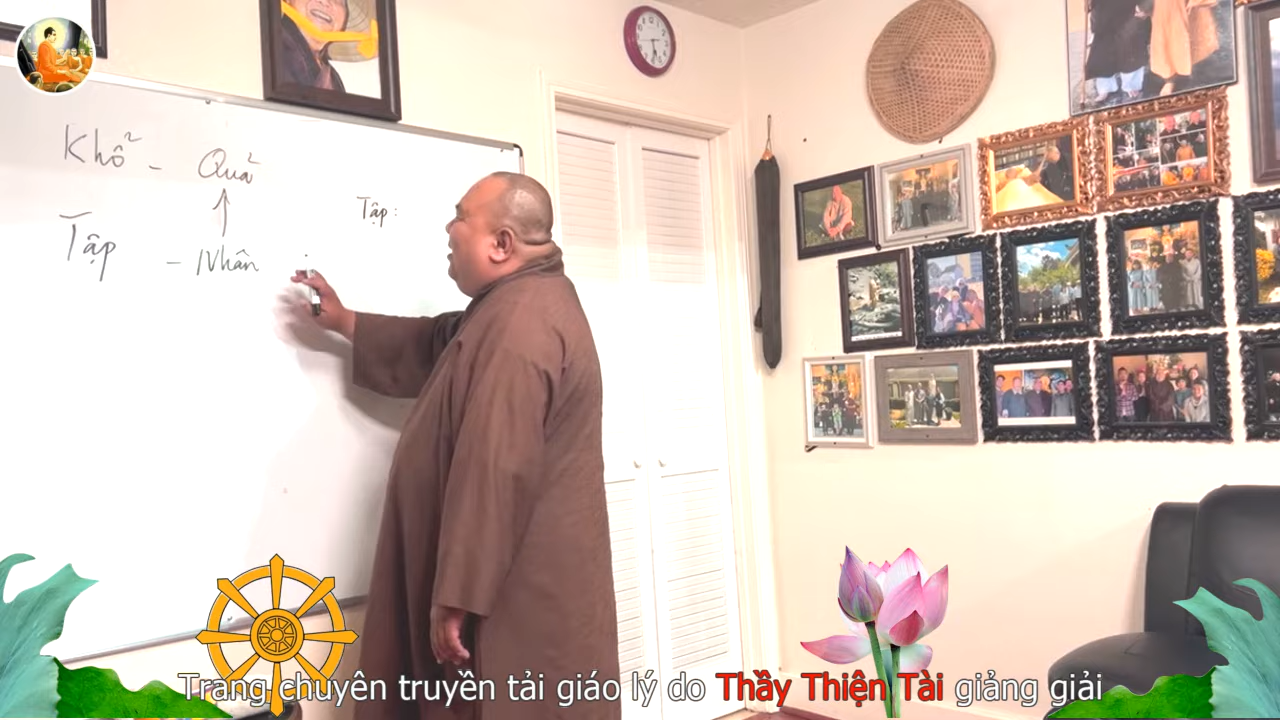 Khổ - Quả
Tập :
Tập - Nhân
Trang chuyên truyền tải giáo lý do Thầy Thiện Tài giảng giải